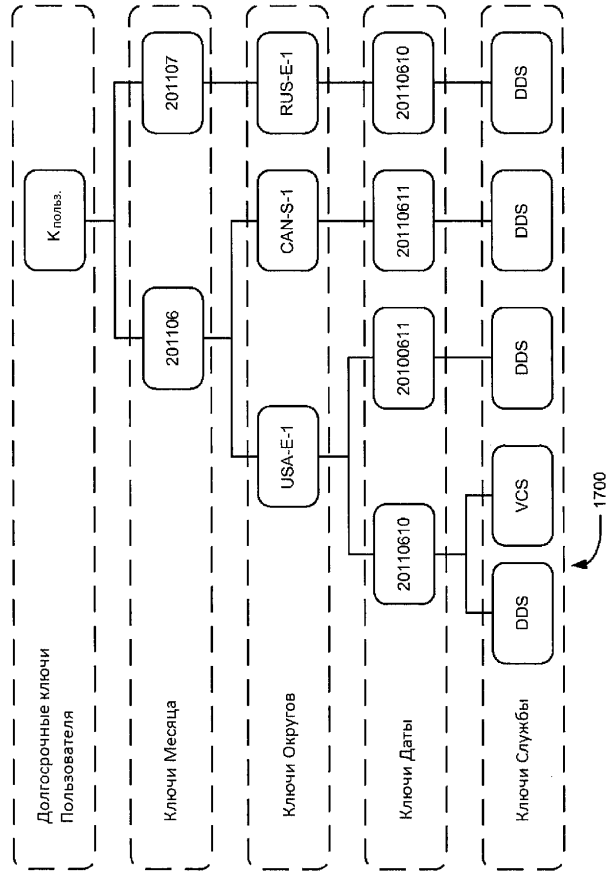 Долгосрочные ключи
Пользователя
Kпольз.
Ключи Месяца
201106
201107
Ключи Округов
USA-E-1
CAN-S-1
RUS-E-1
Ключи Даты
20110610
20100611
20110611
20110610
Ключи Службы
DDS
VCS
DDS
DDS
DDS
1700